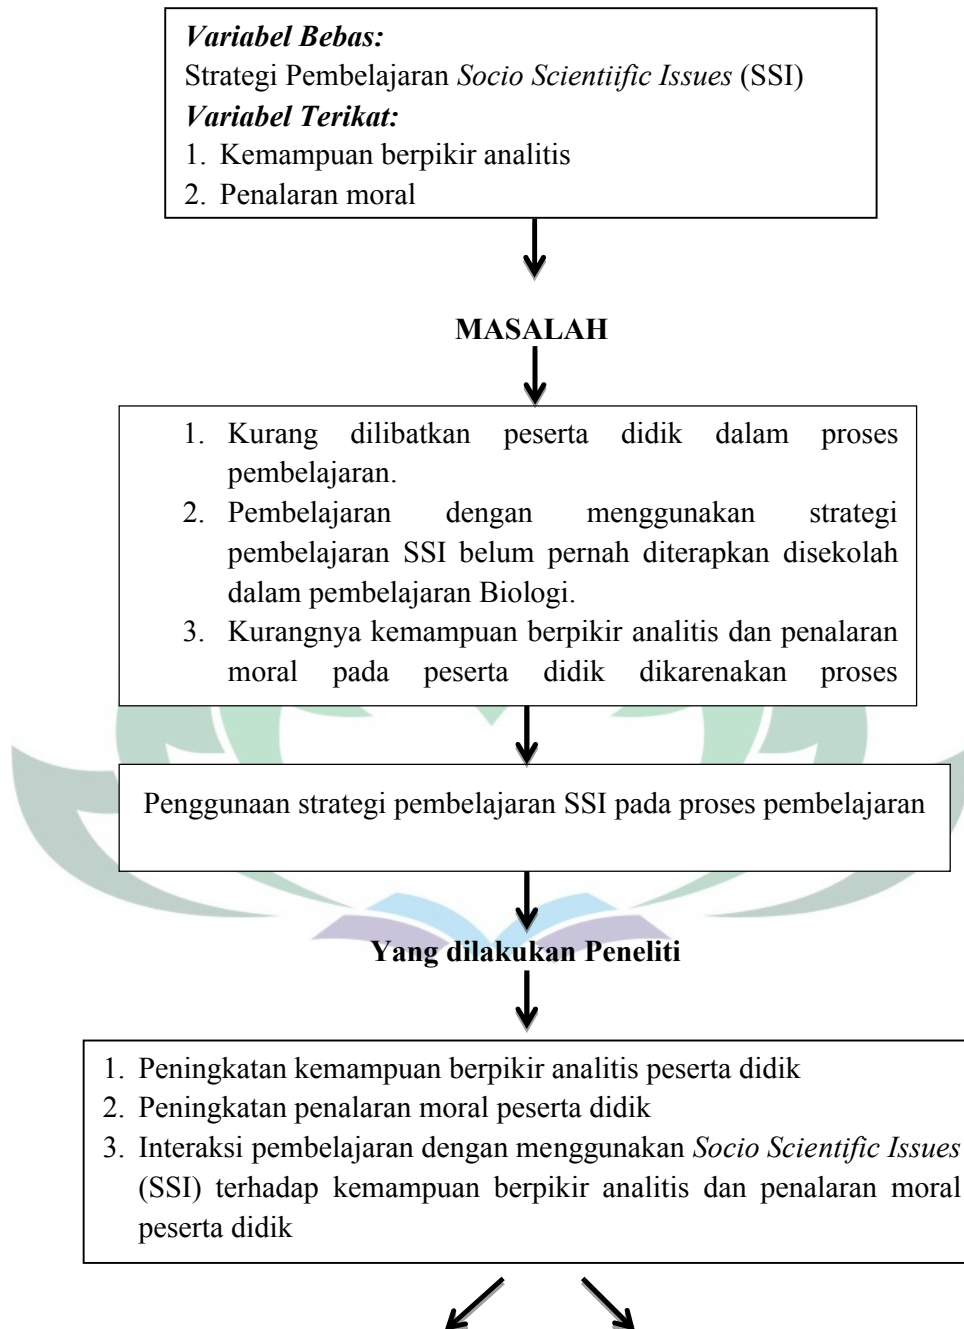 Variabel Bebas:
Strategi Pembelajaran Socio Scientiific Issues (SSI)
Variabel Terikat:
1. Kemampuan berpikir analitis
2. Penalaran moral
MASALAH
1. Kurang dilibatkan peserta didik dalam proses
pembelajaran.
2. Pembelajaran dengan menggunakan strategi
pembelajaran SSI belum pernah diterapkan disekolah
dalam pembelajaran Biologi.
3. Kurangnya kemampuan berpikir analitis dan penalaran
moral pada peserta didik dikarenakan proses
Penggunaan strategi pembelajaran SSI pada proses pembelajaran
Yang dilakukan Peneliti
1. Peningkatan kemampuan berpikir analitis peserta didik
2. Peningkatan penalaran moral peserta didik
3. Interaksi pembelajaran dengan menggunakan Socio Scientific Issues
(SSI) terhadap kemampuan berpikir analitis dan penalaran moral
peserta didik